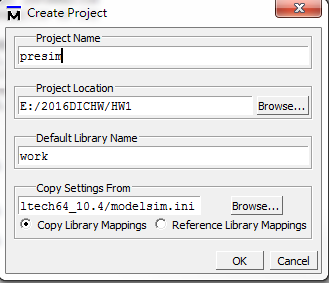 Create Project
Project Name
presim
Project Location
E:/2016DICHW/HW1 Browse...
Default Library Name
work
Copy Settings From
ltech64_10.4/modelsim.ini Browse...
Copy Library Mappings Reference Library Mappings
OK Cancel